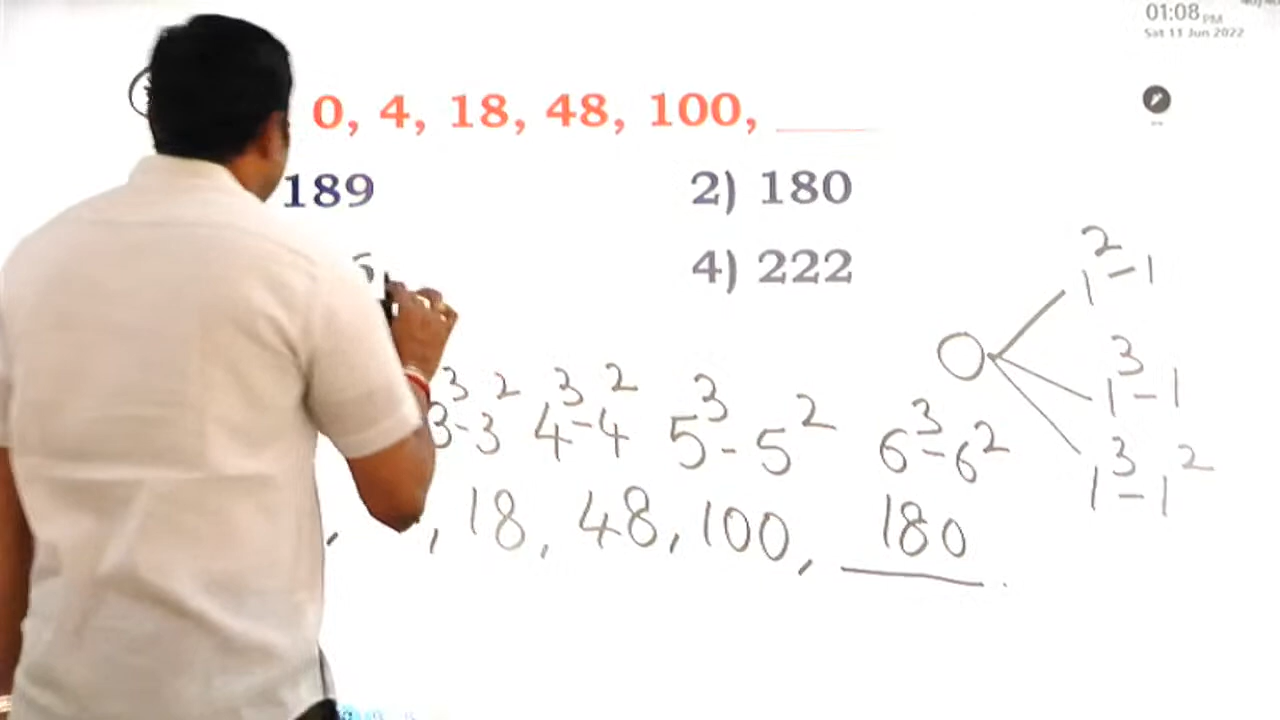 01:08 PM
Sat 11 Jun 2022
0, 4, 18, 48, 100, ____
189
2) 180
4) 222
1² - 1
1³ - 1
1³ - 1²
3³ - 3² 4³ - 4² 5³ - 5² 6³ - 6²
, , 18, 48, 100, 180